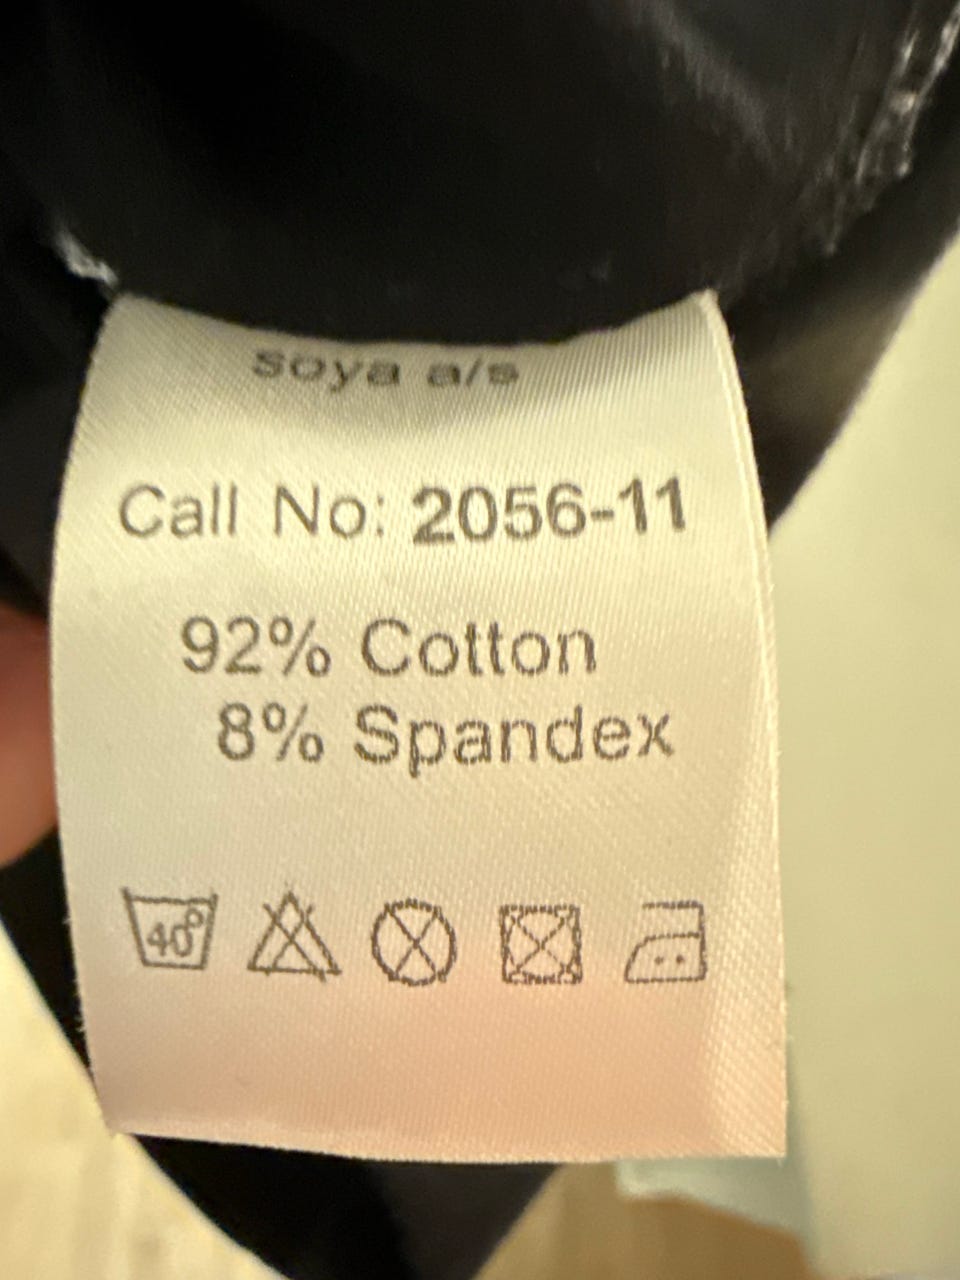 soya a/s
Call No: 2056-11
92% Cotton
8% Spandex
40°